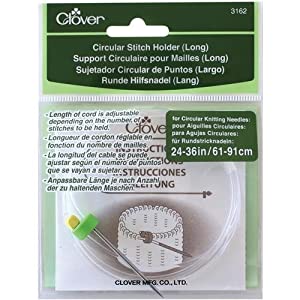 3162
Clover
Circular Stitch Holder (Long)
Support Circulaire pour Mailles (Long)
Sujetador Circular de Puntos (Largo)
Runde Hilfsnadel (Lang)
- Length of cord is adjustable
depending on the number of
stitches to be held.
- Longueur de cordon réglable en
fonction du nombre de mailles.
- La longitud del cable se puede
ajustar según el número de puntos
que se vayan a sujetar.
- Anpassbare Länge je nach Anzahl
der zu haltenden Maschen.
for Circular Knitting Needles:
pour Aiguilles Circulaires:
para Agujas Circulares:
für Rundstricknadeln:
24-36in/61-91cm
Clover
CLOVER MFG. CO., LTD.